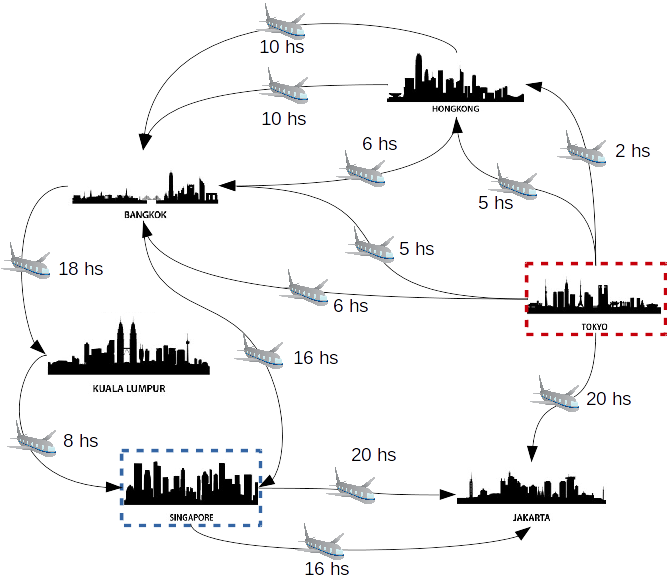 10 hs
HONGKONG
10 hs
6 hs
2 hs
5 hs
BANGKOK
5 hs
18 hs
6 hs
TOKYO
16 hs
KUALA LUMPUR
20 hs
8 hs
20 hs
SINGAPORE
JAKARTA
16 hs